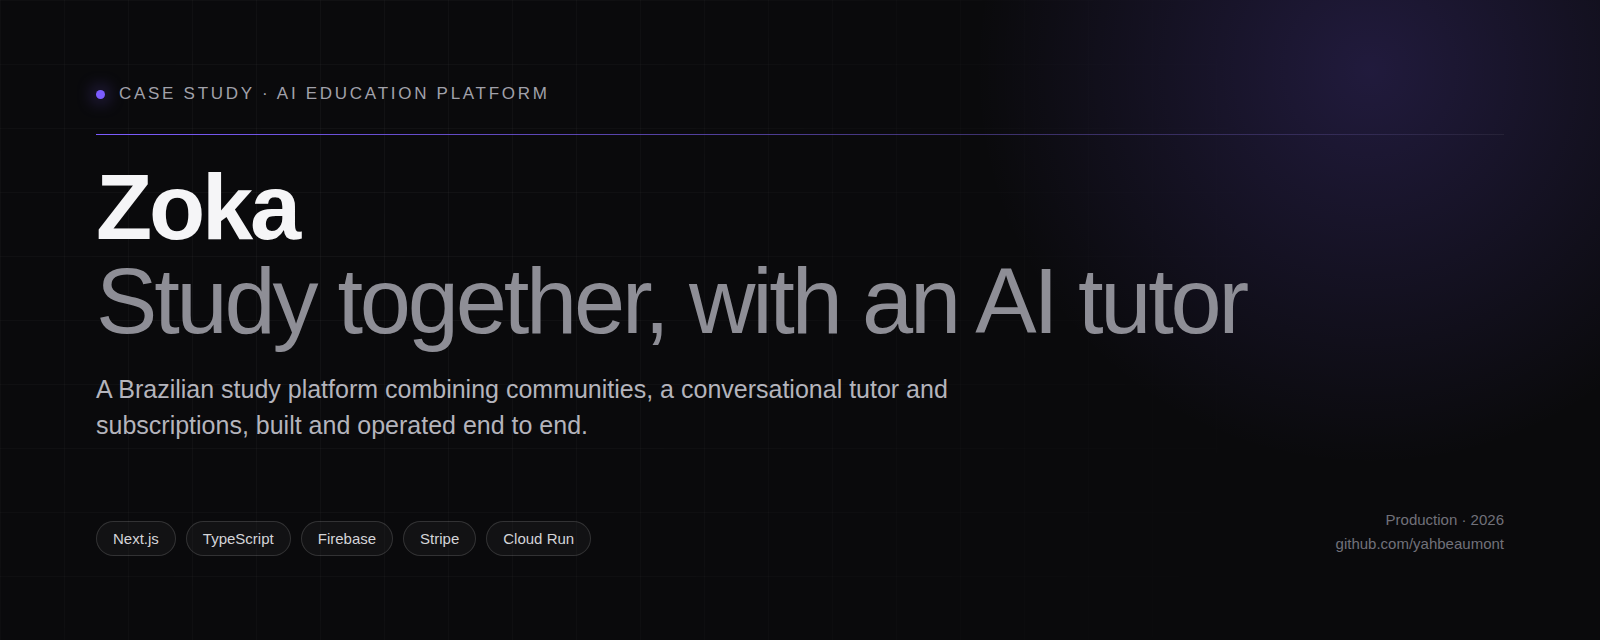 CASE STUDY · AI EDUCATION PLATFORM
Zoka
Study together, with an AI tutor
A Brazilian study platform combining communities, a conversational tutor and
subscriptions, built and operated end to end.
Next.js TypeScript Firebase Stripe Cloud Run
Production · 2026
github.com/yahbeaumont